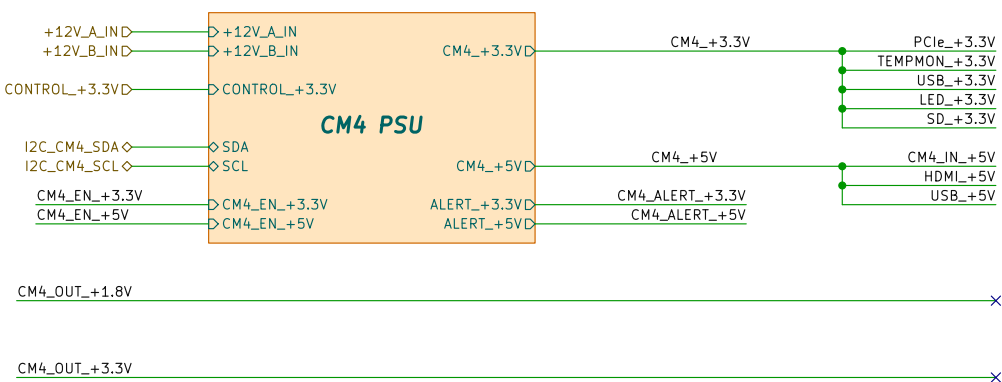 +12V_A_IN +12V_A_IN
+12V_B_IN +12V_B_IN CM4_+3.3V CM4_+3.3V PCIe_+3.3V
TEMPMON_+3.3V
CONTROL_+3.3V CONTROL_+3.3V USB_+3.3V
LED_+3.3V
CM4 PSU SD_+3.3V
I2C_CM4_SDA SDA
I2C_CM4_SCL SCL CM4_+5V CM4_+5V CM4_IN_+5V
HDMI_+5V
CM4_EN_+3.3V CM4_EN_+3.3V ALERT_+3.3V CM4_ALERT_+3.3V USB_+5V
CM4_EN_+5V CM4_EN_+5V ALERT_+5V CM4_ALERT_+5V
CM4_OUT_+1.8V
CM4_OUT_+3.3V